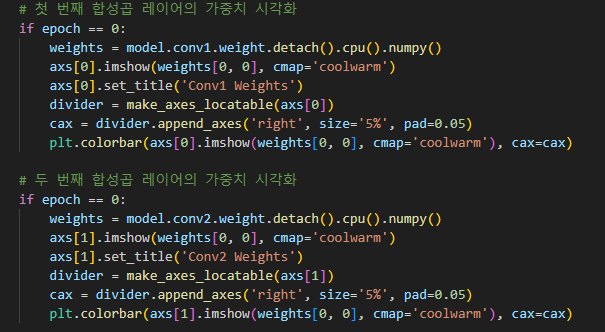 # 첫 번째 합성곱 레이어의 가중치 시각화
if epoch == 0:
    weights = model.conv1.weight.detach().cpu().numpy()
    axs[0].imshow(weights[0, 0], cmap='coolwarm')
    axs[0].set_title('Conv1 Weights')
    divider = make_axes_locatable(axs[0])
    cax = divider.append_axes('right', size='5%', pad=0.05)
    plt.colorbar(axs[0].imshow(weights[0, 0], cmap='coolwarm'), cax=cax)

# 두 번째 합성곱 레이어의 가중치 시각화
if epoch == 0:
    weights = model.conv2.weight.detach().cpu().numpy()
    axs[1].imshow(weights[0, 0], cmap='coolwarm')
    axs[1].set_title('Conv2 Weights')
    divider = make_axes_locatable(axs[1])
    cax = divider.append_axes('right', size='5%', pad=0.05)
    plt.colorbar(axs[1].imshow(weights[0, 0], cmap='coolwarm'), cax=cax)